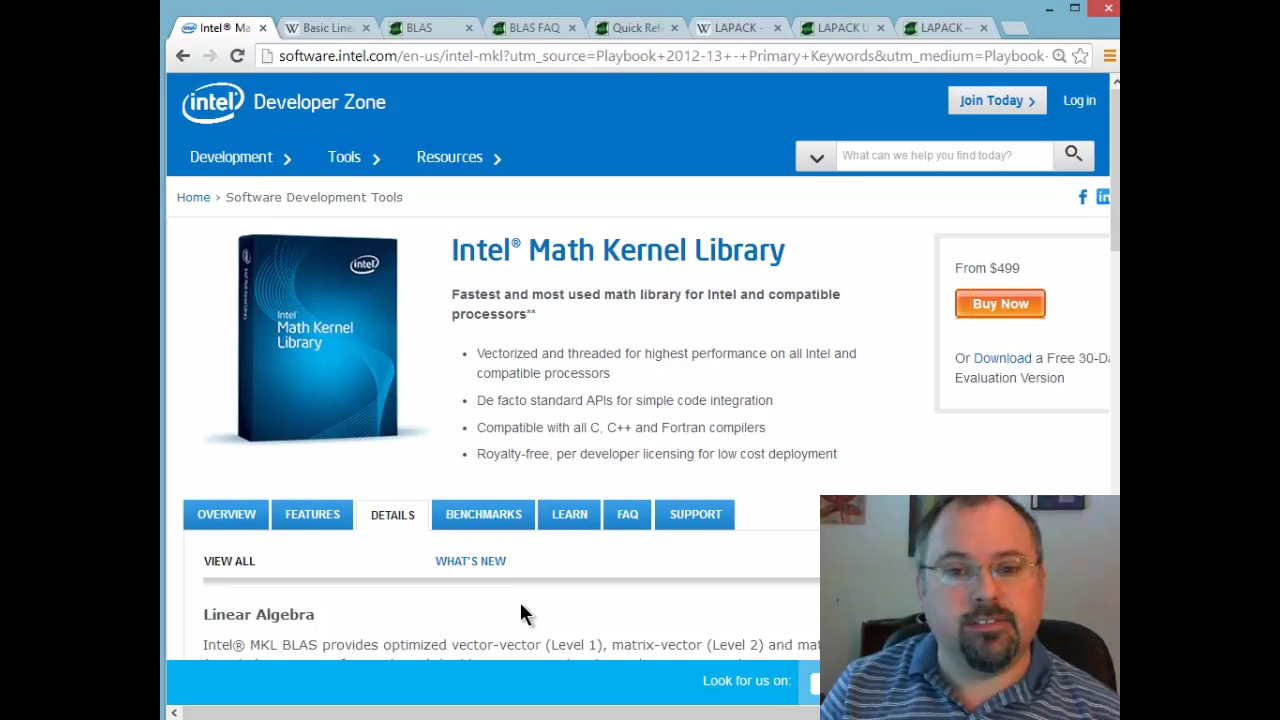 Intel® Ma
Basic Line
BLAS
BLAS FAQ
Quick Ref
LAPACK -
LAPACK U
LAPACK —
software.intel.com/en-us/intel-mkl?utm_source=Playbook+2012-13+-+Primary+Keywords&utm_medium=Playbook-
intel Developer Zone
Join Today
Log in
Development
Tools
Resources
What can we help you find today?
Home › Software Development Tools
f in
intel
Intel®
Math Kernel
Library
Intel® Math Kernel Library
Fastest and most used math library for Intel and compatible
processors**
• Vectorized and threaded for highest performance on all Intel and
compatible processors
• De facto standard APIs for simple code integration
• Compatible with all C, C++ and Fortran compilers
• Royalty-free, per developer licensing for low cost deployment
From $499
Buy Now
Or Download a Free 30-Da
Evaluation Version
OVERVIEW
FEATURES
DETAILS
BENCHMARKS
LEARN
FAQ
SUPPORT
VIEW ALL
WHAT'S NEW
Linear Algebra
Intel® MKL BLAS provides optimized vector-vector (Level 1), matrix-vector (Level 2) and mat
Look for us on: